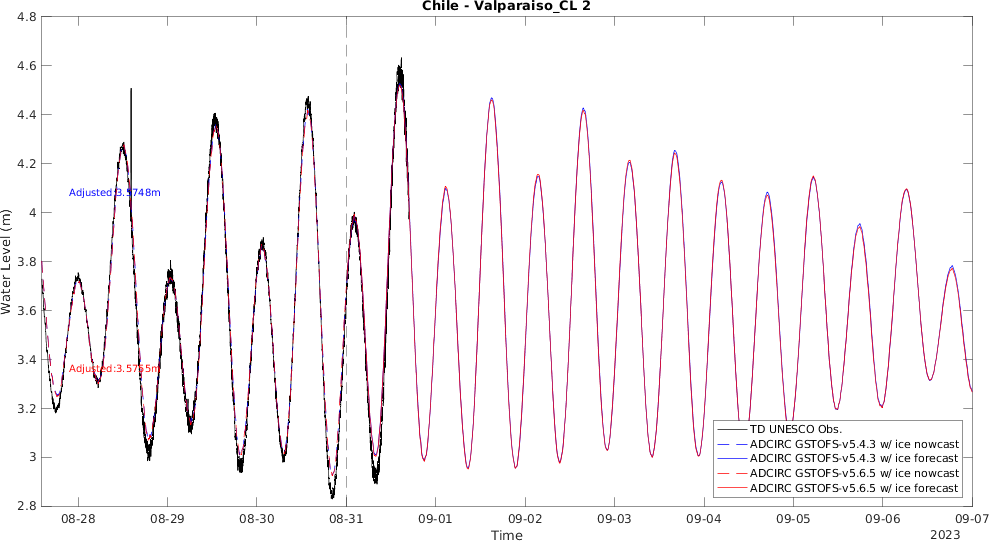 Chile - Valparaiso_CL 2
4.8
4.6
4.4
4.2
4
3.8
3.6
3.4
3.2
3
2.8
Water Level (m)
Adjusted:3.5748m
Adjusted:3.5765m
TD UNESCO Obs.
ADCIRC GSTOFS-v5.4.3 w/ ice nowcast
ADCIRC GSTOFS-v5.4.3 w/ ice forecast
ADCIRC GSTOFS-v5.6.5 w/ ice nowcast
ADCIRC GSTOFS-v5.6.5 w/ ice forecast
08-28 08-29 08-30 08-31 09-01 09-02 09-03 09-04 09-05 09-06 09-07
Time
2023